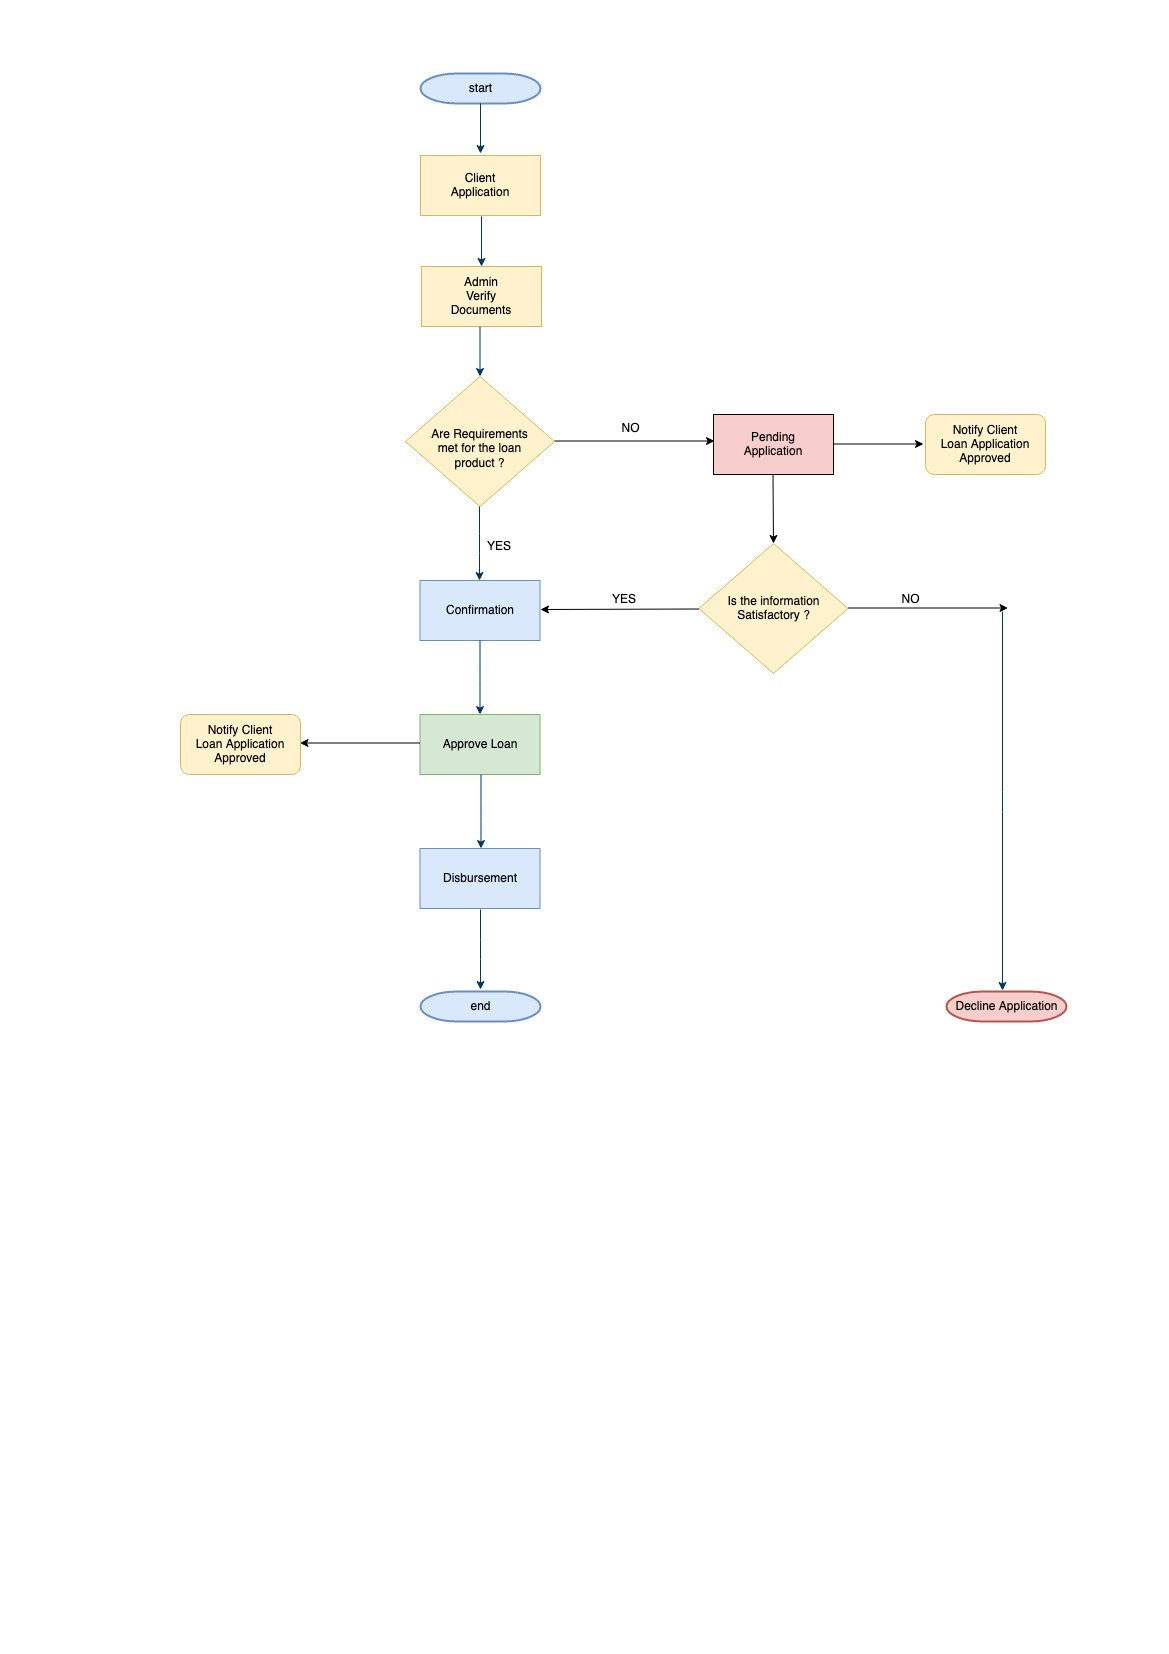 start
Client
Application
Admin
Verify
Documents
Are Requirements
met for the loan
product ?
NO
Pending
Application
Notify Client
Loan Application
Approved
YES
Confirmation
YES
Is the information
Satisfactory ?
NO
Notify Client
Loan Application
Approved
Approve Loan
Disbursement
end
Decline Application